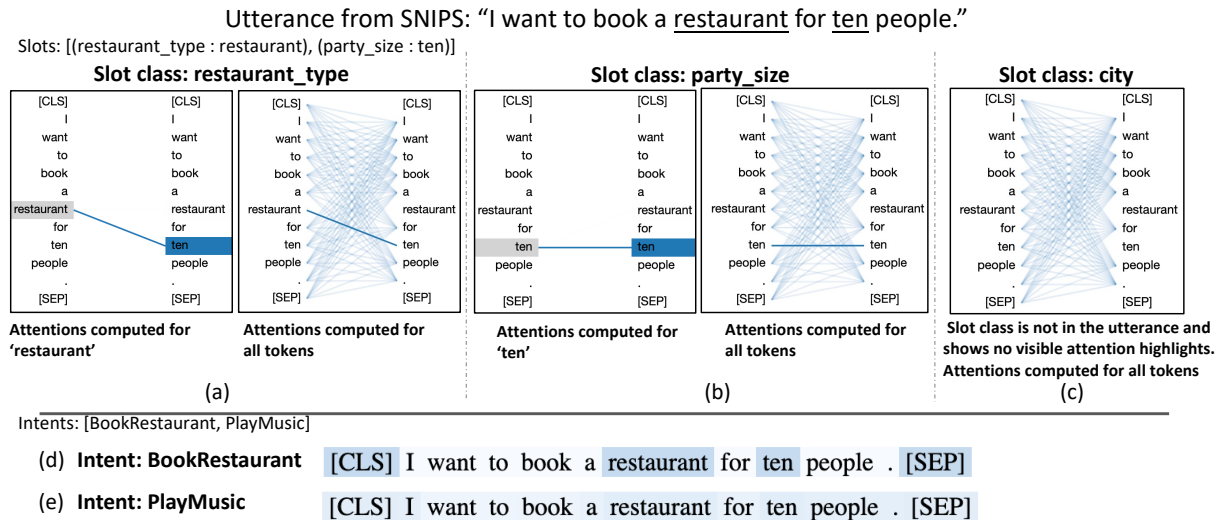 Utterance from SNIPS: “I want to book a restaurant for ten people.”
Slots: [(restaurant_type : restaurant), (party_size : ten)]
Slot class: restaurant_type
[CLS] [CLS]
I I
want want
to to
book book
a a
restaurant restaurant
for for
ten ten
people people
. .
[SEP] [SEP]
Attentions computed for
‘restaurant’
[CLS] [CLS]
I I
want want
to to
book book
a a
restaurant restaurant
for for
ten ten
people people
. .
[SEP] [SEP]
Attentions computed for
all tokens
(a)
Slot class: party_size
[CLS] [CLS]
I I
want want
to to
book book
a a
restaurant restaurant
for for
ten ten
people people
. .
[SEP] [SEP]
Attentions computed for
‘ten’
[CLS] [CLS]
I I
want want
to to
book book
a a
restaurant restaurant
for for
ten ten
people people
. .
[SEP] [SEP]
Attentions computed for
all tokens
(b)
Slot class: city
[CLS] [CLS]
I I
want want
to to
book book
a a
restaurant restaurant
for for
ten ten
people people
. .
[SEP] [SEP]
Slot class is not in the utterance and
shows no visible attention highlights.
Attentions computed for all tokens
(c)
Intents: [BookRestaurant, PlayMusic]
(d) Intent: BookRestaurant [CLS] I want to book a restaurant for ten people . [SEP]
(e) Intent: PlayMusic [CLS] I want to book a restaurant for ten people . [SEP]